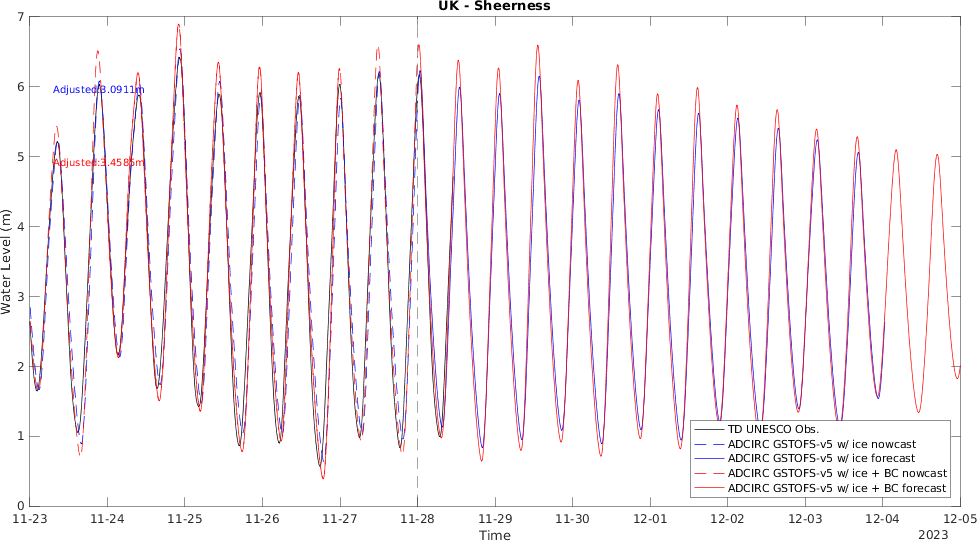 UK - Sheerness
7
6
5
4
3
2
1
0
Water Level (m)
Adjusted:3.0911m
Adjusted:3.4585m
TD UNESCO Obs.
ADCIRC GSTOFS-v5 w/ ice nowcast
ADCIRC GSTOFS-v5 w/ ice forecast
ADCIRC GSTOFS-v5 w/ ice + BC nowcast
ADCIRC GSTOFS-v5 w/ ice + BC forecast
11-23 11-24 11-25 11-26 11-27 11-28 11-29 11-30 12-01 12-02 12-03 12-04 12-05
Time
2023